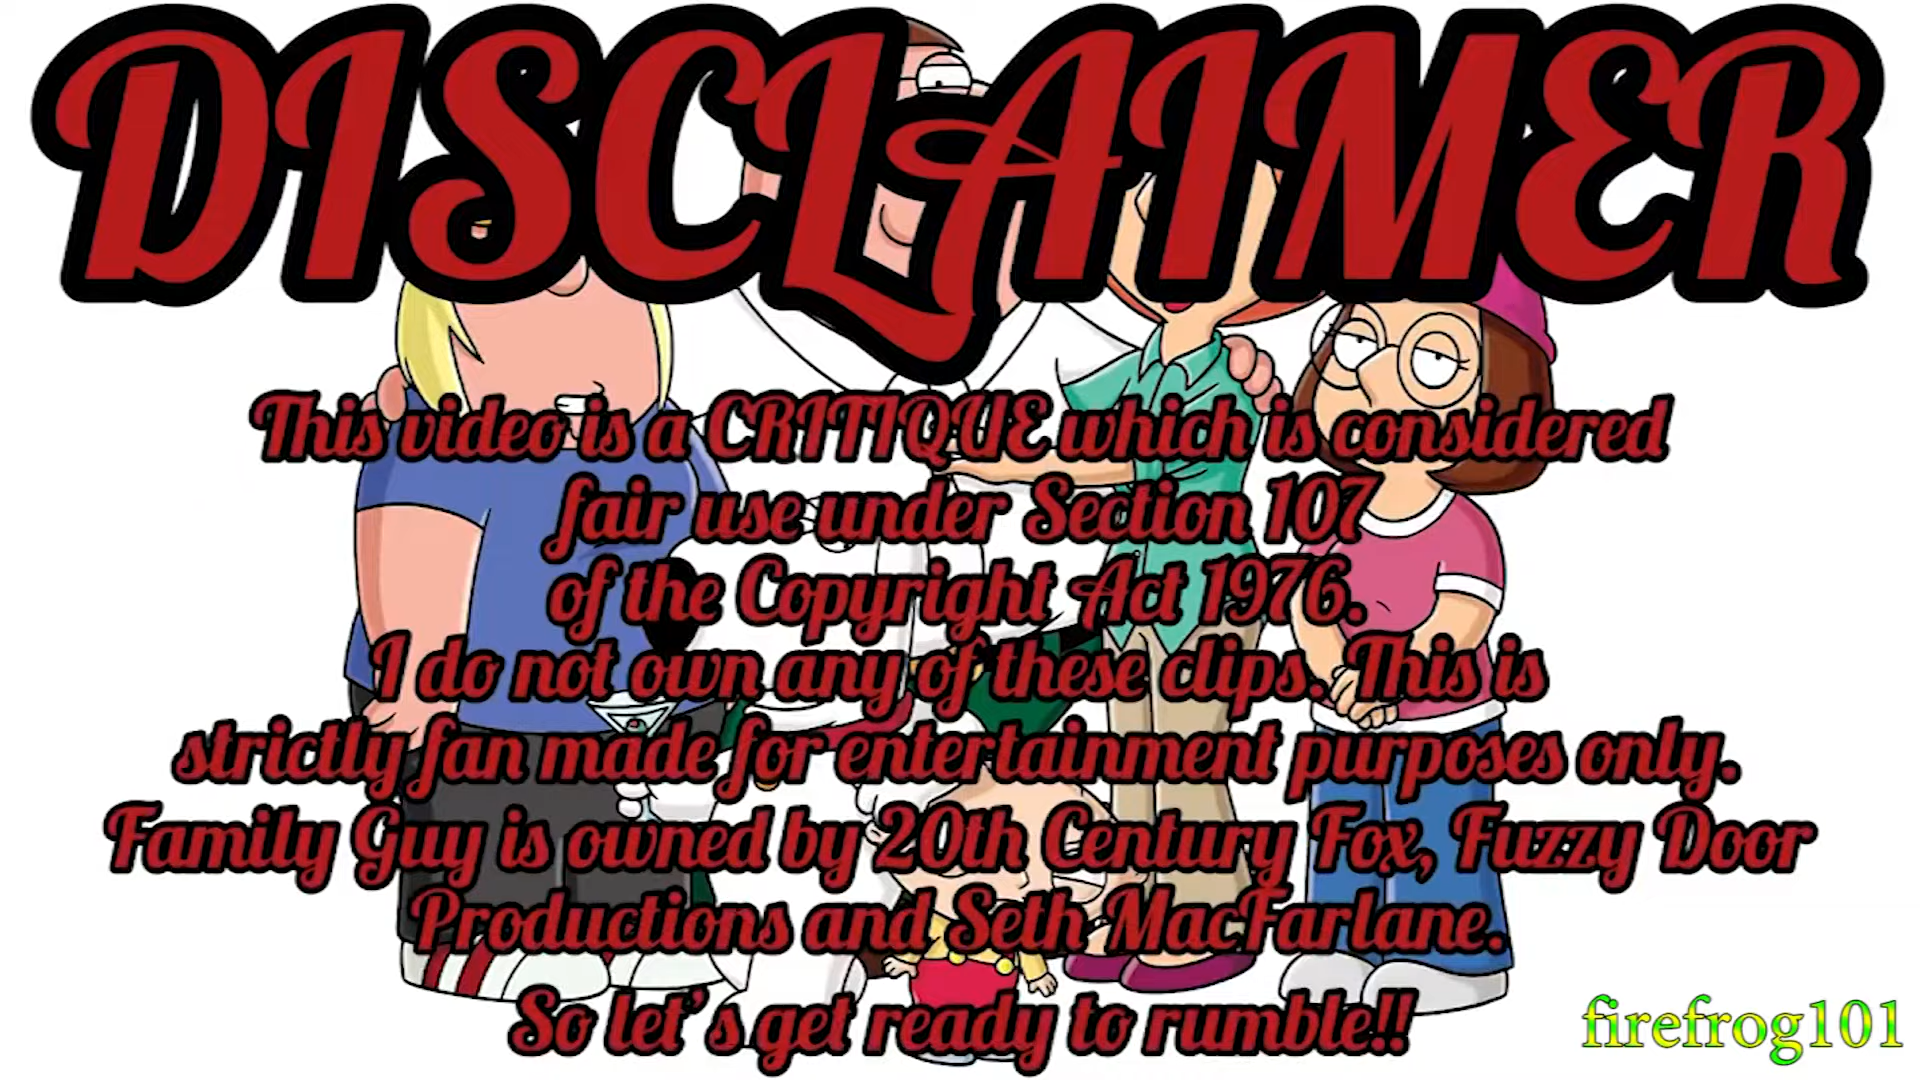 DISCLAIMER
This video is a CRITIQUE which is considered
fair use under Section 107
of the Copyright Act 1976.
I do not own any of these clips. This is
strictly fan made for entertainment purposes only.
Family Guy is owned by 20th Century Fox, Fuzzy Door
Productions and Seth MacFarlane.
So let's get ready to rumble!!
firefrog101